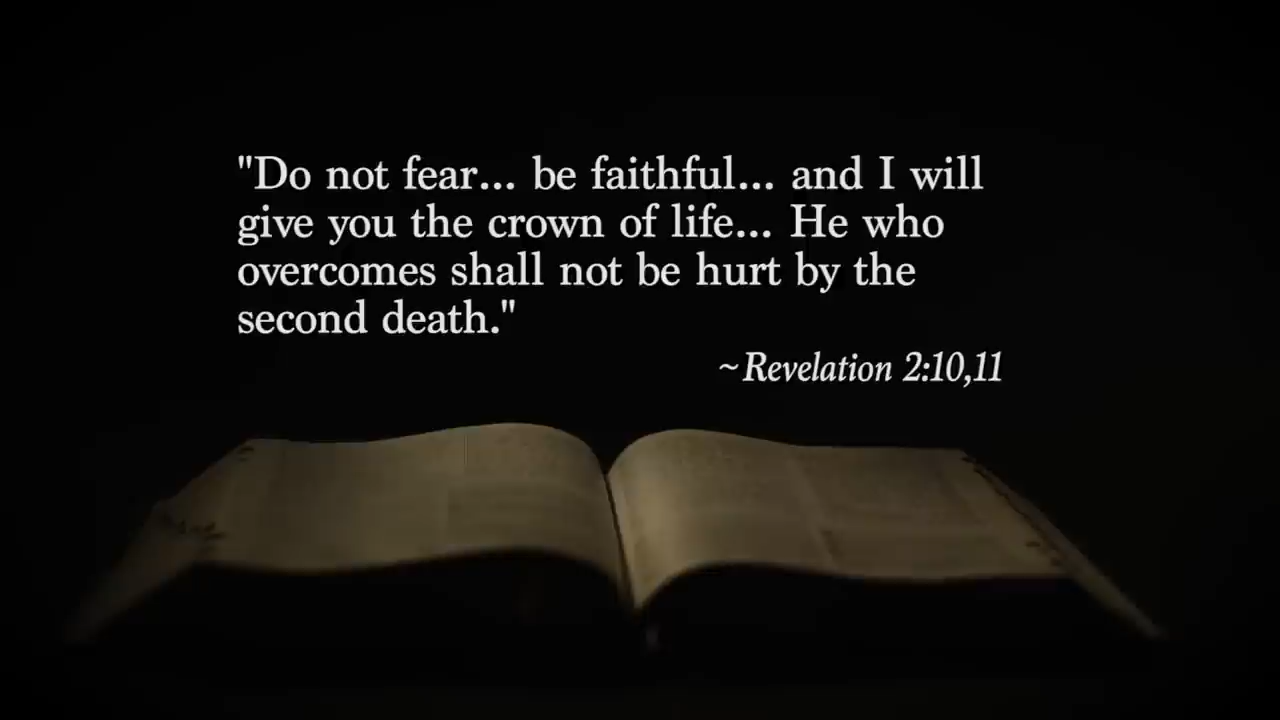 "Do not fear... be faithful... and I will
give you the crown of life... He who
overcomes shall not be hurt by the
second death."
~Revelation 2:10,11